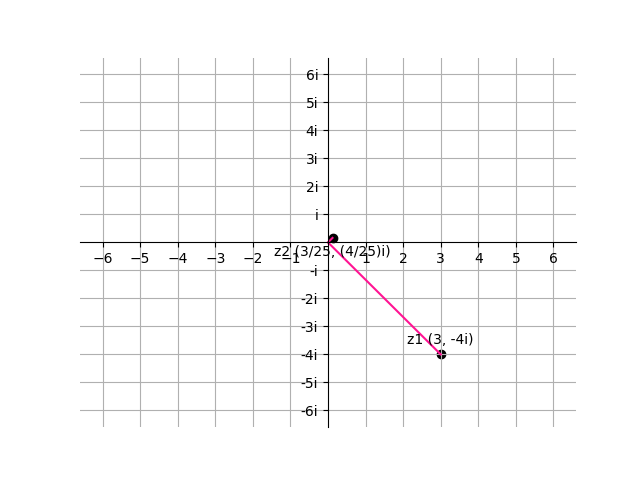 6i
5i
4i
3i
2i
i
z2 (3/25, (4/25)i)
−6 −5 −4 −3 −2 −1 1 2 3 4 5 6
-i
-2i
-3i
z1 (3, -4i)
-4i
-5i
-6i